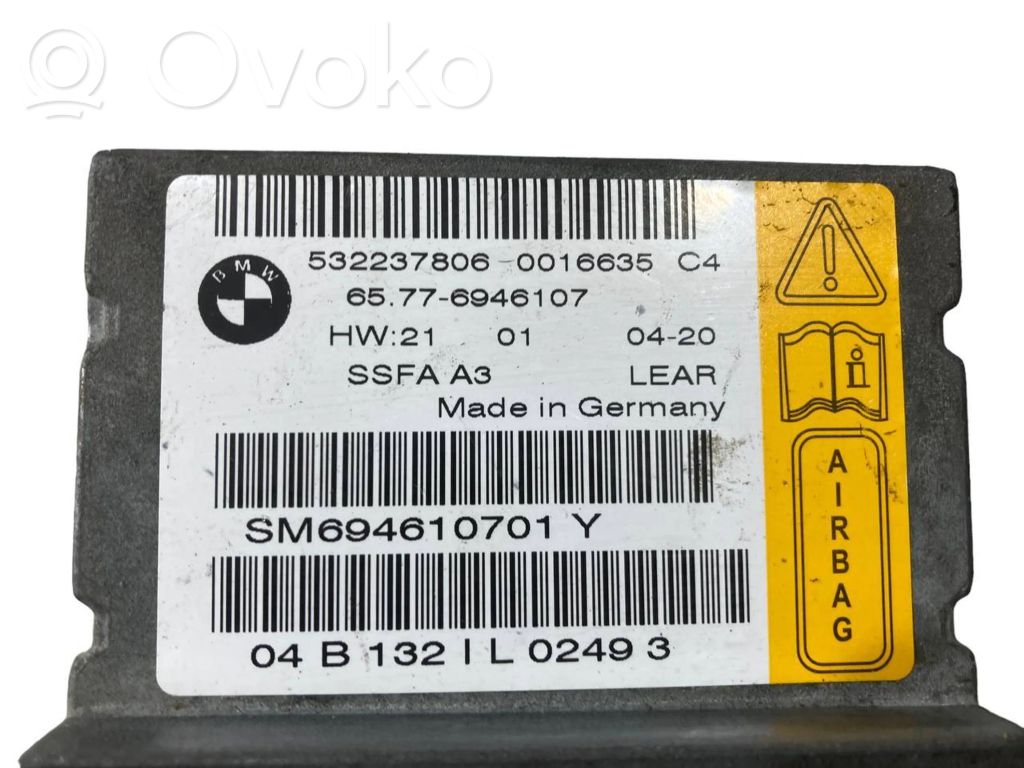 Ovoko
532237806 0016635 C4
BMW
65.77-6946107
HW:21 01 04-20
SSFA A3 LEAR
Made in Germany
SM694610701 Y
04 B 132 I L 0249 3
AIRBAG